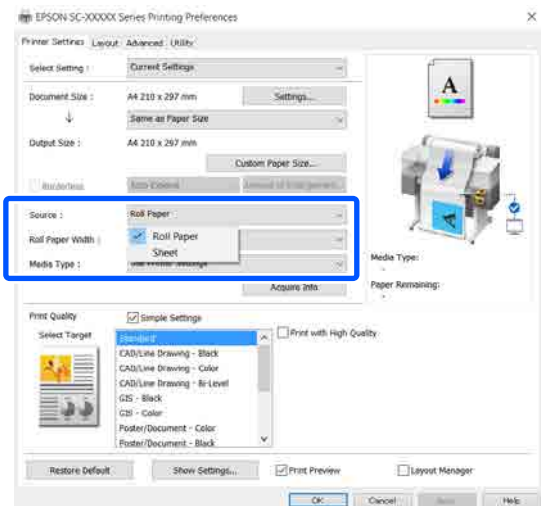 EPSON SC-XXXXX Series Printing Preferences
Printer Settings Layout Advanced Utility
Select Setting : Current Settings
Document Size : A4 210 x 297 mm Settings...
Same as Paper Size
Output Size : A4 210 x 297 mm
Custom Paper Size...
Borderless Auto Expand
Source : Roll Paper
Roll Paper Width : Roll Paper
Sheet
Media Type : Use Printer Settings
Acquire Info
A
Media Type:
-
Paper Remaining:
-
Print Quality Simple Settings
Select Target Standard Print with High Quality
CAD/Line Drawing - Black
CAD/Line Drawing - Color
CAD/Line Drawing - Bi-Level
GIS - Black
GIS - Color
Poster/Document - Color
Poster/Document - Black
Restore Default Show Settings... Print Preview Layout Manager
OK Cancel Help